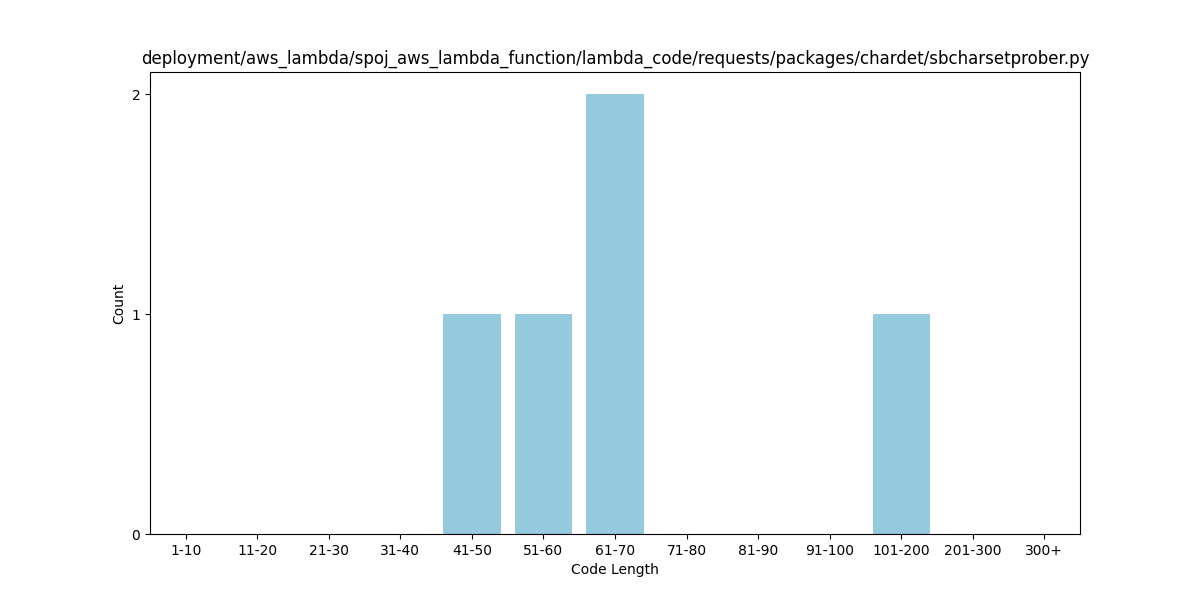 deployment/aws_lambda/spoj_aws_lambda_function/lambda_code/requests/packages/chardet/sbcharsetprober.py
2
1
0
Count
1-10 11-20 21-30 31-40 41-50 51-60 61-70 71-80 81-90 91-100 101-200 201-300 300+
Code Length